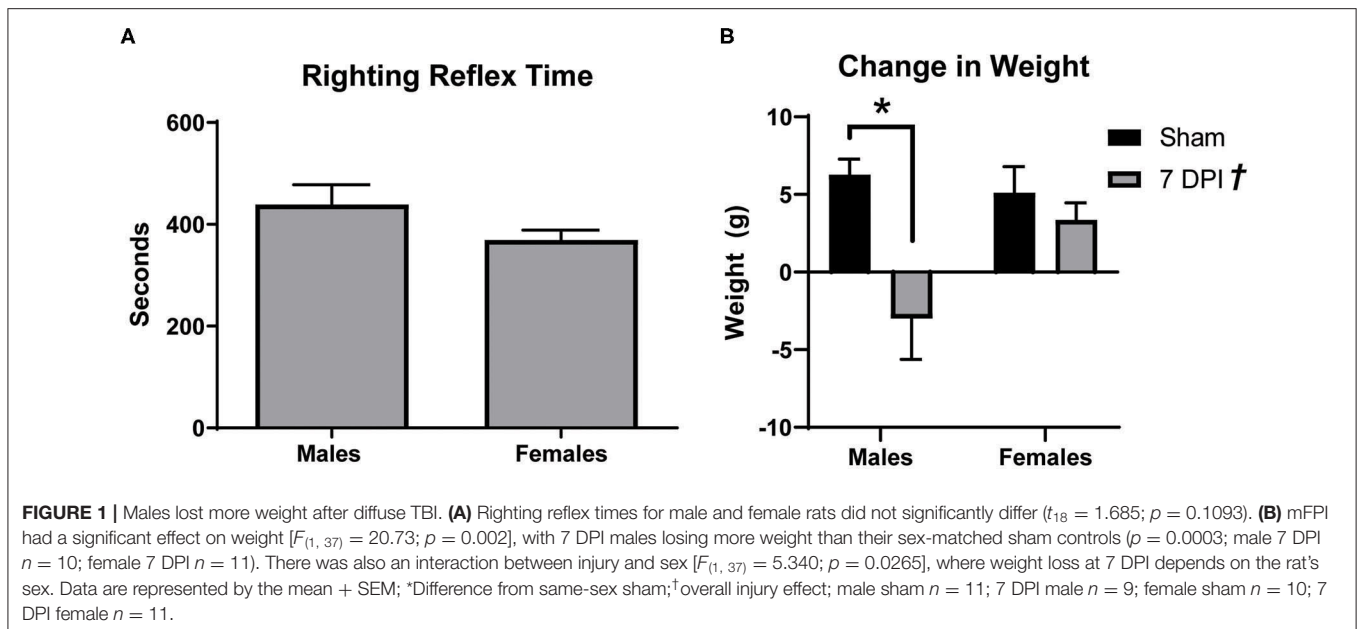 A
Righting Reflex Time
600
400
200
0
Seconds
Males
Females
B
Change in Weight
*
10
5
0
-5
-10
Weight (g)
Males
Females
Sham
7 DPI †
FIGURE 1 | Males lost more weight after diffuse TBI. (A) Righting reflex times for male and female rats did not significantly differ (t18 = 1.685; p = 0.1093). (B) mFPI
had a significant effect on weight [F(1, 37) = 20.73; p = 0.002], with 7 DPI males losing more weight than their sex-matched sham controls (p = 0.0003; male 7 DPI
n = 10; female 7 DPI n = 11). There was also an interaction between injury and sex [F(1, 37) = 5.340; p = 0.0265], where weight loss at 7 DPI depends on the rat's
sex. Data are represented by the mean + SEM; *Difference from same-sex sham;†overall injury effect; male sham n = 11; 7 DPI male n = 9; female sham n = 10; 7
DPI female n = 11.